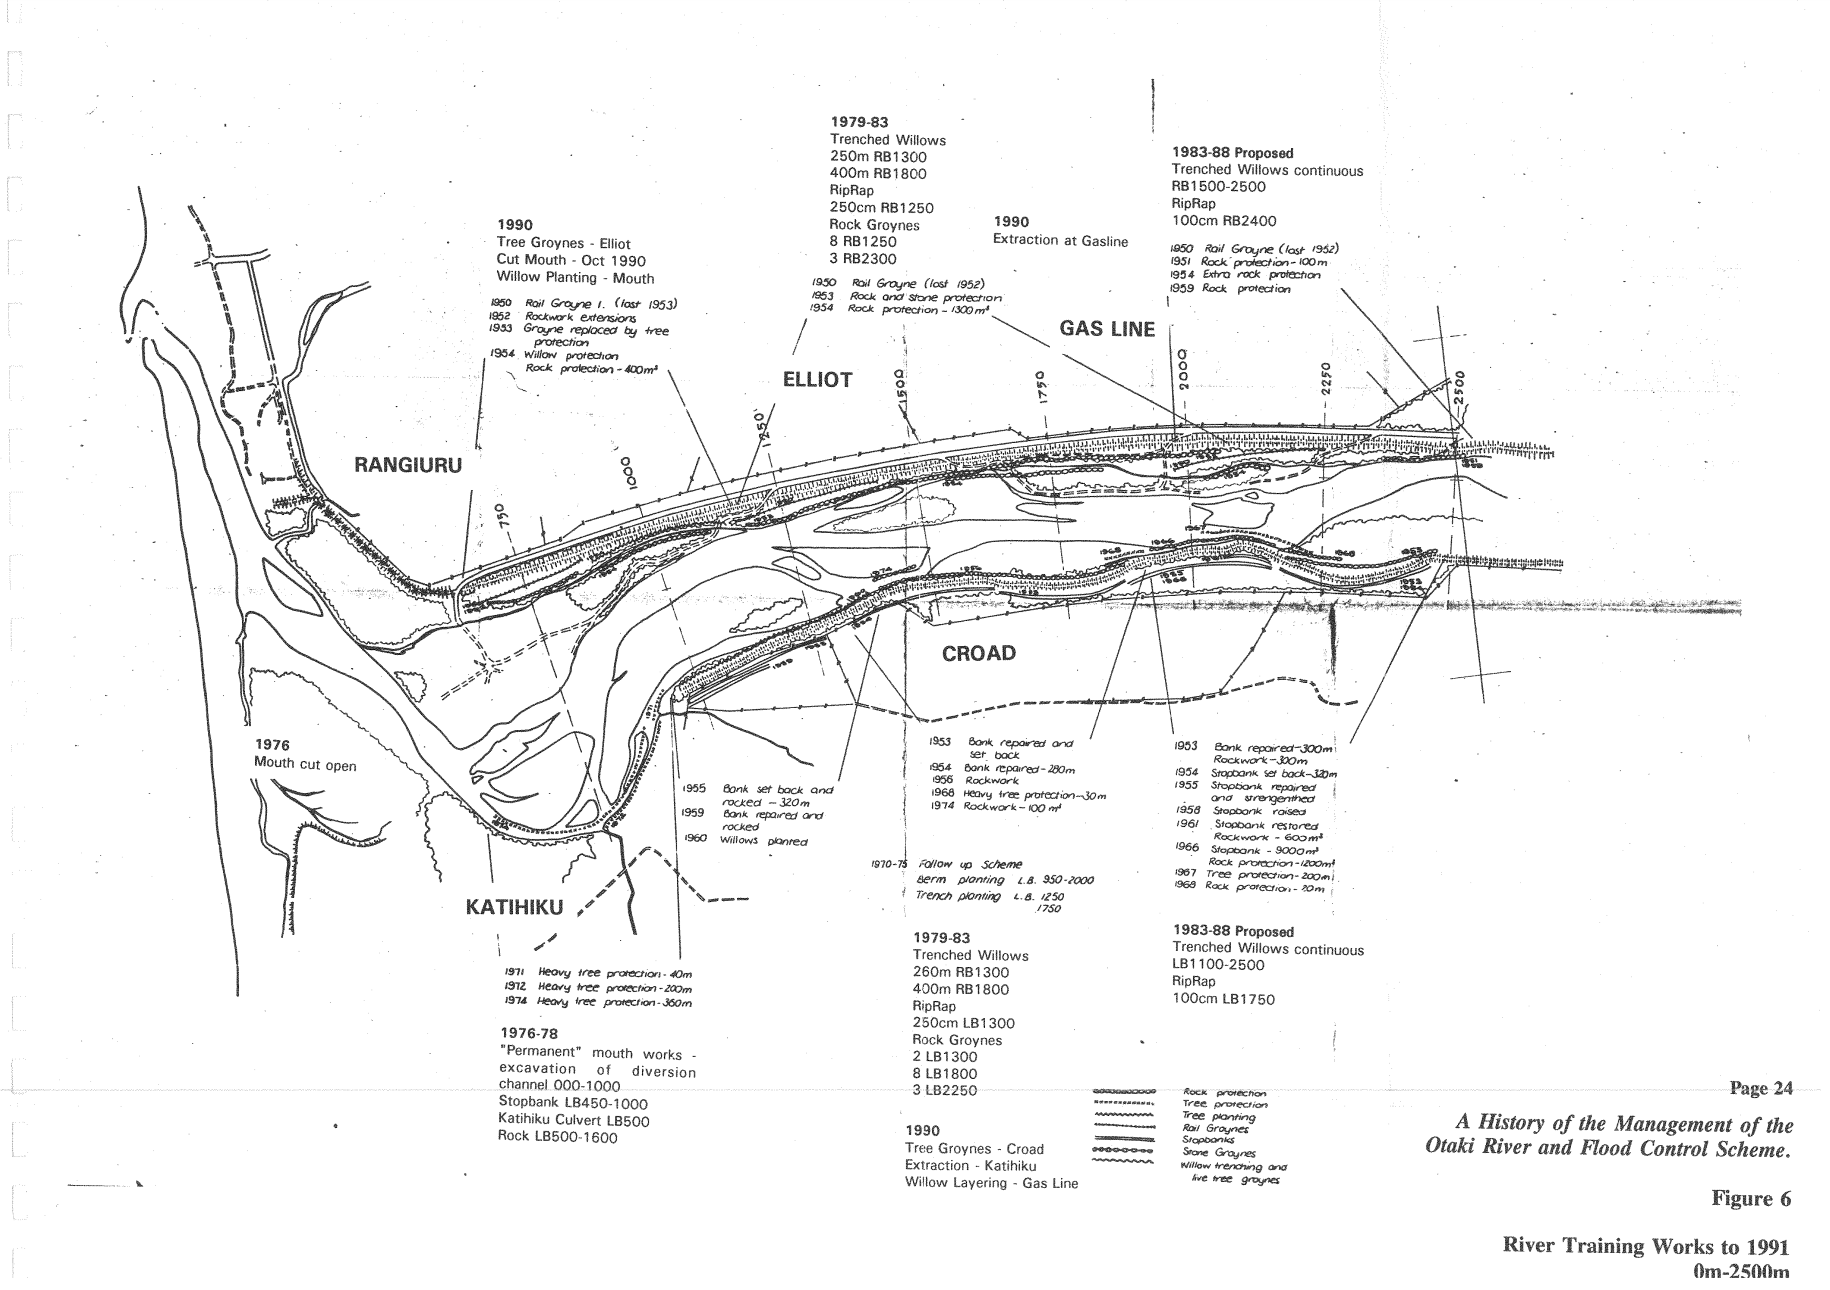 1979-83
Trenched Willows
250m RB1300
400m RB1800
RipRap
250cm RB1250
Rock Groynes
8 RB1250
3 RB2300
1950 Rail Groyne (lost 1952)
1953 Rock and stone protection
1954 Rock protection - 1300m³
1983-88 Proposed
Trenched Willows continuous
RB1500-2500
RipRap
100cm RB2400
1950 Rail Groyne (lost 1952)
1951 Rock protection - 100m
1954 Extra rock protection
1959 Rock protection
1990
Tree Groynes - Elliot
Cut Mouth - Oct 1990
Willow Planting - Mouth
1950 Rail Groyne 1. (lost 1953)
1952 Rockwork extensions
1953 Groyne replaced by tree
protection
1954 Willow protection
Rock protection - 400m³
1990
Extraction at Gasline
GAS LINE
ELLIOT
RANGIURU
750
1000
1250
1500
1750
2000
2250
2500
CROAD
1976
Mouth cut open
KATIHIKU
1955 Bank set back and
rocked - 320m
1959 Bank repaired and
rocked
1960 Willows planted
1953 Bank repaired and
set back
1954 Bank repaired - 280m
1956 Rockwork
1968 Heavy tree protection - 30m
1974 Rockwork - 100 m³
1953 Bank repaired - 300m
Rockwork - 300m
1954 Stopbank set back - 320m
1955 Stopbank repaired
and strengthened
1958 Stopbank raised
1961 Stopbank restored
Rockwork - 600m³
1966 Stopbank - 9000m³
Rock protection - 1200m³
1967 Tree protection - 200m
1968 Rock protection - 20m
1970-75 Follow up Scheme
Berm planting L.B. 950-2000
Trench planting L.B. 1250
1750
1971 Heavy tree protection - 40m
1972 Heavy tree protection - 200m
1974 Heavy tree protection - 360m
1976-78
"Permanent" mouth works -
excavation of diversion
channel 000-1000
Stopbank LB450-1000
Katihiku Culvert LB500
Rock LB500-1600
1979-83
Trenched Willows
260m RB1300
400m RB1800
RipRap
250cm LB1300
Rock Groynes
2 LB1300
8 LB1800
3 LB2250
1983-88 Proposed
Trenched Willows continuous
LB1100-2500
RipRap
100cm LB1750
1990
Tree Groynes - Croad
Extraction - Katihiku
Willow Layering - Gas Line
Rock protection
Tree protection
Tree planting
Rail Groynes
Stopbanks
Stone Groynes
Willow trenching and
live tree groynes
Page 24
A History of the Management of the
Otaki River and Flood Control Scheme.
Figure 6
River Training Works to 1991
0m-2500m